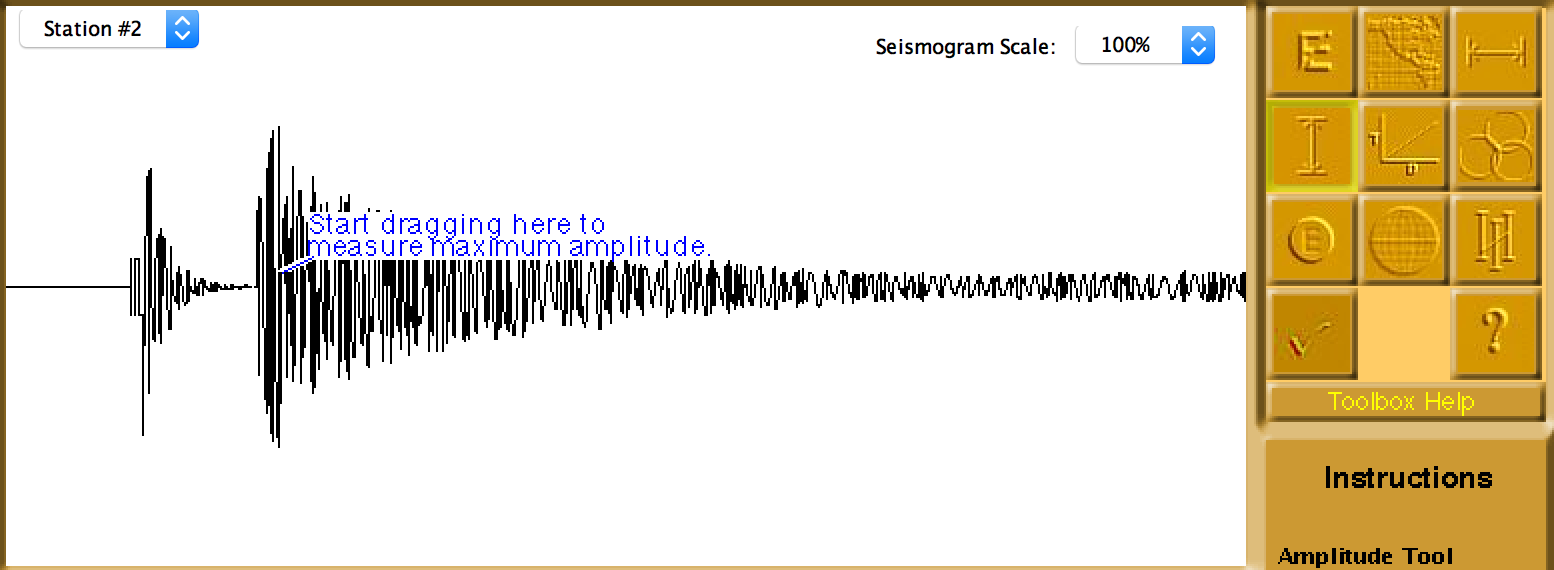 Station #2
Seismogram Scale: 100%
Start dragging here to
measure maximum amplitude.
E
T
D
E
?
Toolbox Help
Instructions
Amplitude Tool